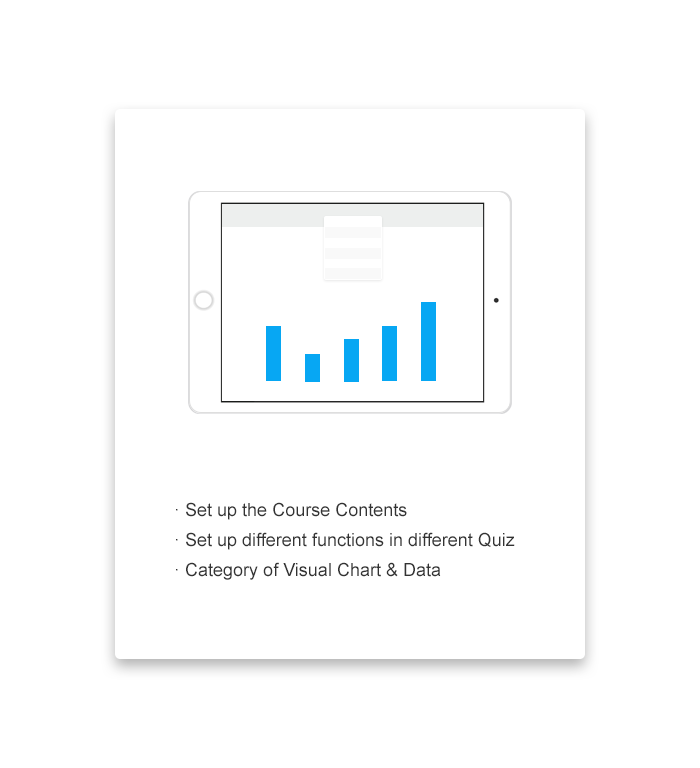 · Set up the Course Contents
· Set up different functions in different Quiz
· Category of Visual Chart & Data